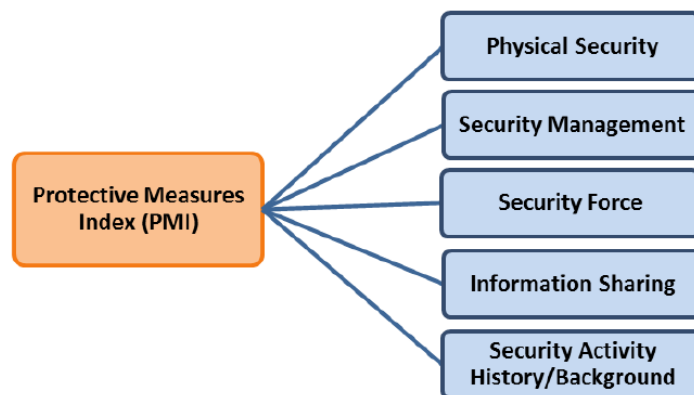 Physical Security
Security Management
Protective Measures
Index (PMI)
Security Force
Information Sharing
Security Activity
History/Background